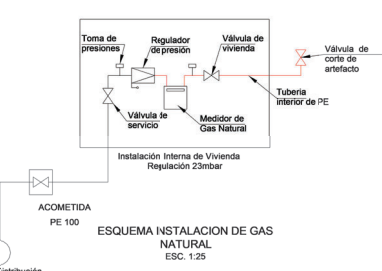 Toma de
presiones
Regulador
de presión
Válvula de
vivienda
Válvula de
corte de
artefacto
Tuberia
interior de PE
Válvula de
servicio
Medidor de
Gas Natural
Instalación Interna de Vivienda
Regulación 23mbar
ACOMETIDA
PE 100
ESQUEMA INSTALACION DE GAS
NATURAL
ESC. 1:25